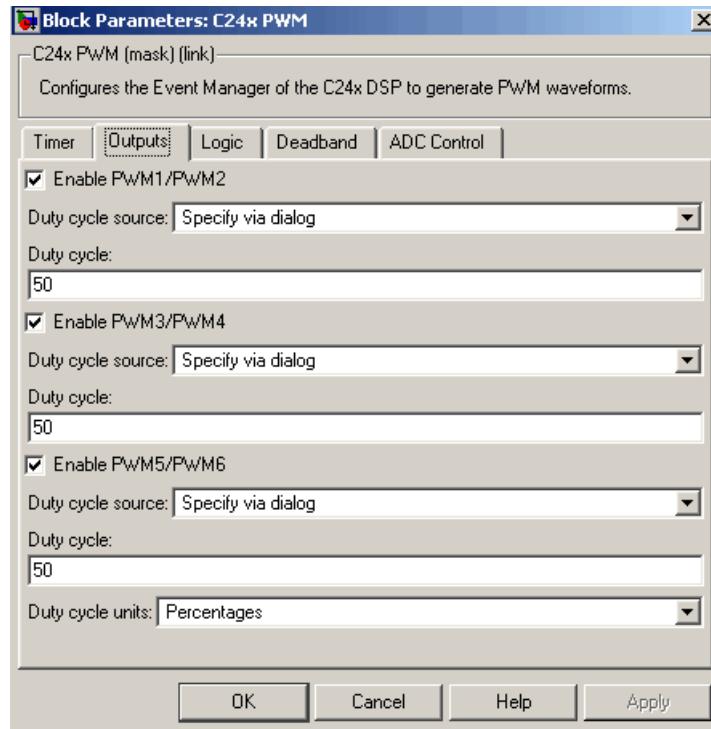 Block Parameters: C24x PWM
C24x PWM (mask) (link)
Configures the Event Manager of the C24x DSP to generate PWM waveforms.
Timer Outputs Logic Deadband ADC Control
Enable PWM1/PWM2
Duty cycle source: Specify via dialog
Duty cycle:
50
Enable PWM3/PWM4
Duty cycle source: Specify via dialog
Duty cycle:
50
Enable PWM5/PWM6
Duty cycle source: Specify via dialog
Duty cycle:
50
Duty cycle units: Percentages
OK Cancel Help Apply